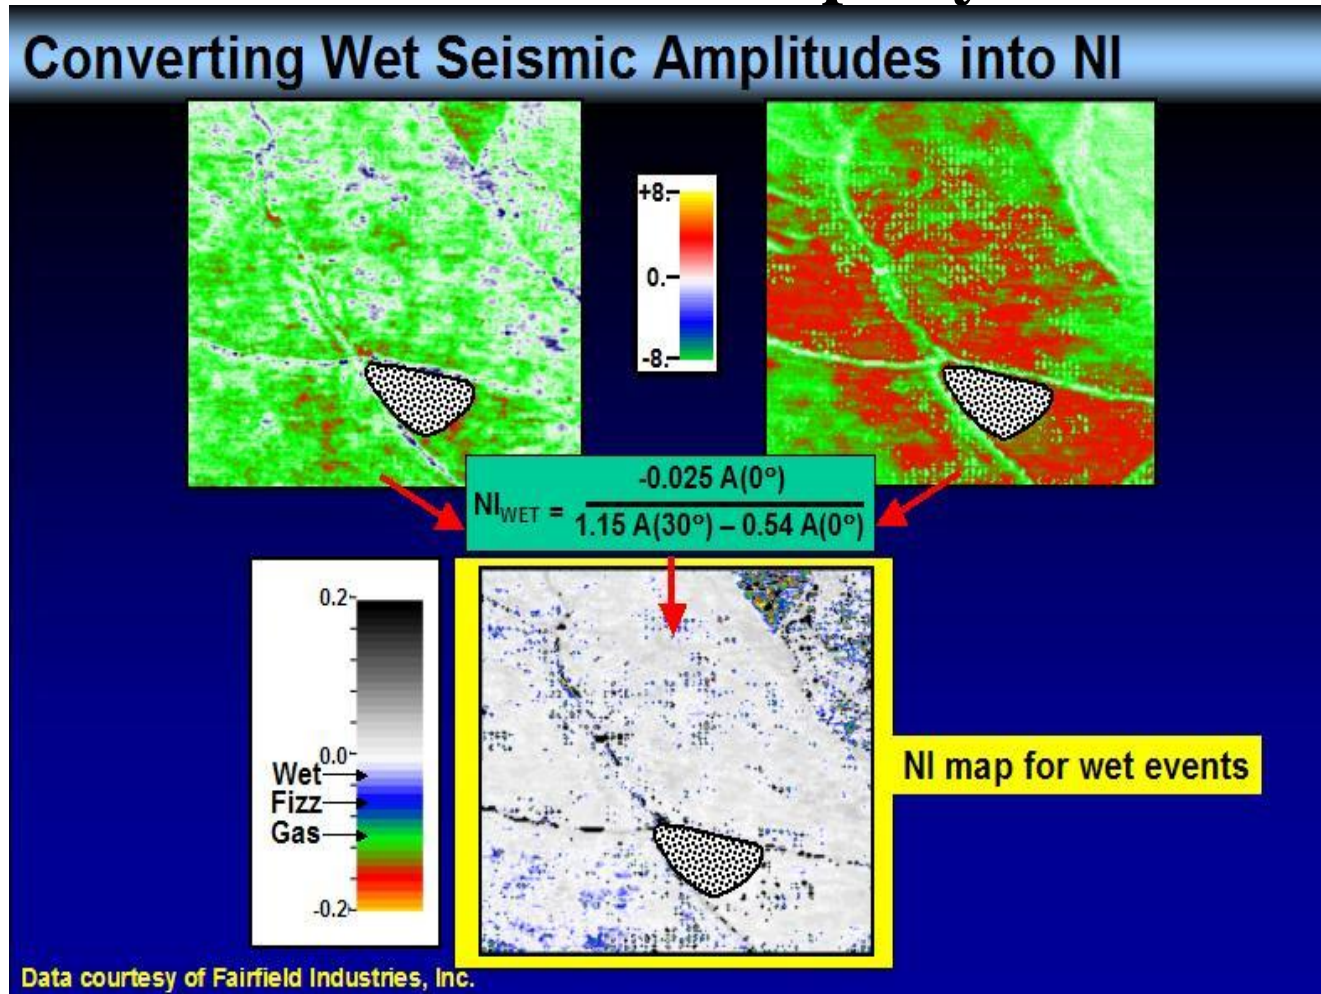 Converting Wet Seismic Amplitudes into NI
+8.
0.
-8.
-0.025 A(0°)
NIWET =
1.15 A(30°) – 0.54 A(0°)
0.2
0.0
Wet
Fizz
Gas
-0.2
NI map for wet events
Data courtesy of Fairfield Industries, Inc.